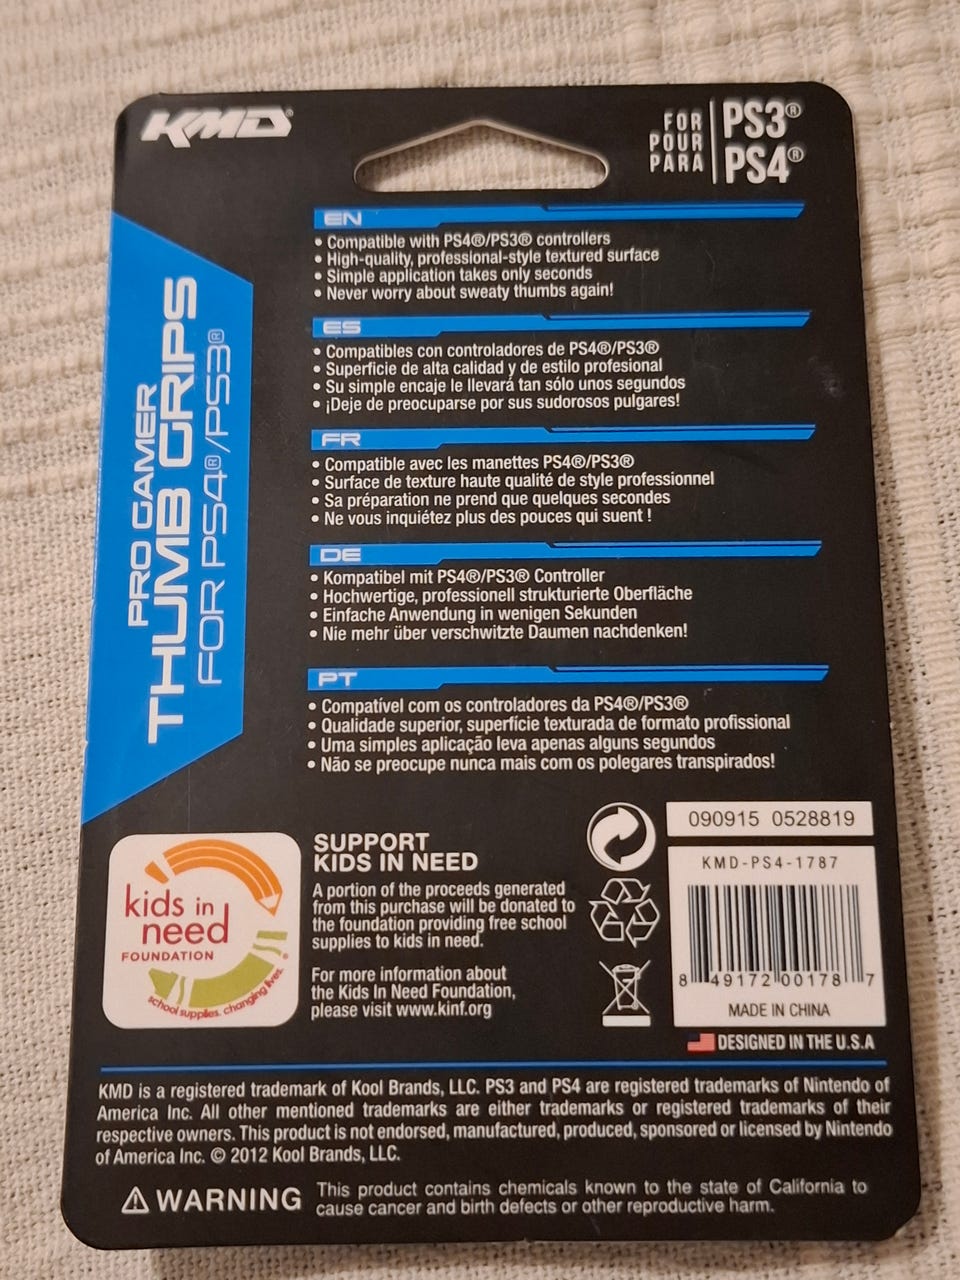 KMD®
FOR
POUR
PARA
PS3®
PS4®
PRO GAMER
THUMB GRIPS
FOR PS4®/PS3®
EN
• Compatible with PS4®/PS3® controllers
• High-quality, professional-style textured surface
• Simple application takes only seconds
• Never worry about sweaty thumbs again!
ES
• Compatibles con controladores de PS4®/PS3®
• Superficie de alta calidad y de estilo profesional
• Su simple encaje le llevará tan sólo unos segundos
• ¡Deje de preocuparse por sus sudorosos pulgares!
FR
• Compatible avec les manettes PS4®/PS3®
• Surface de texture haute qualité de style professionnel
• Sa préparation ne prend que quelques secondes
• Ne vous inquiétez plus des pouces qui suent !
DE
• Kompatibel mit PS4®/PS3® Controller
• Hochwertige, professionell strukturierte Oberfläche
• Einfache Anwendung in wenigen Sekunden
• Nie mehr über verschwitzte Daumen nachdenken!
PT
• Compatível com os controladores da PS4®/PS3®
• Qualidade superior, superfície texturada de formato profissional
• Uma simples aplicação leva apenas alguns segundos
• Não se preocupe nunca mais com os polegares transpirados!
kids in
need
FOUNDATION
school supplies. changing lives.®
SUPPORT
KIDS IN NEED
A portion of the proceeds generated
from this purchase will be donated to
the foundation providing free school
supplies to kids in need.
For more information about
the Kids In Need Foundation,
please visit www.kinf.org
090915 0528819
KMD-PS4-1787
8 49172 00178 7
MADE IN CHINA
DESIGNED IN THE U.S.A
KMD is a registered trademark of Kool Brands, LLC. PS3 and PS4 are registered trademarks of Nintendo of
America Inc. All other mentioned trademarks are either trademarks or registered trademarks of their
respective owners. This product is not endorsed, manufactured, produced, sponsored or licensed by Nintendo
of America Inc. © 2012 Kool Brands, LLC.
WARNING
This product contains chemicals known to the state of California to
cause cancer and birth defects or other reproductive harm.